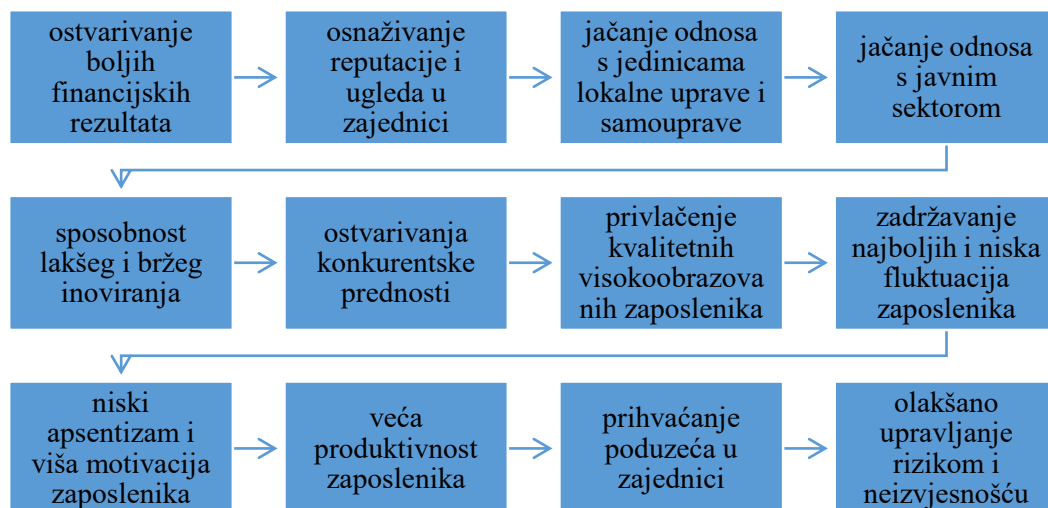 ostvarivanje
boljih
financijskih
rezultata
osnaživanje
reputacije i
ugleda u
zajednici
jačanje odnosa
s jedinicama
lokalne uprave i
samouprave
jačanje odnosa
s javnim
sektorom
sposobnost
lakšeg i bržeg
inoviranja
ostvarivanja
konkurentske
prednosti
privlačenje
kvalitetnih
visokoobrazova
nih zaposlenika
zadržavanje
najboljih i niska
fluktuacija
zaposlenika
niski
apsentizam i
viša motivacija
zaposlenika
veća
produktivnost
zaposlenika
prihvaćanje
poduzeća u
zajednici
olakšano
upravljanje
rizikom i
neizvjesnošću